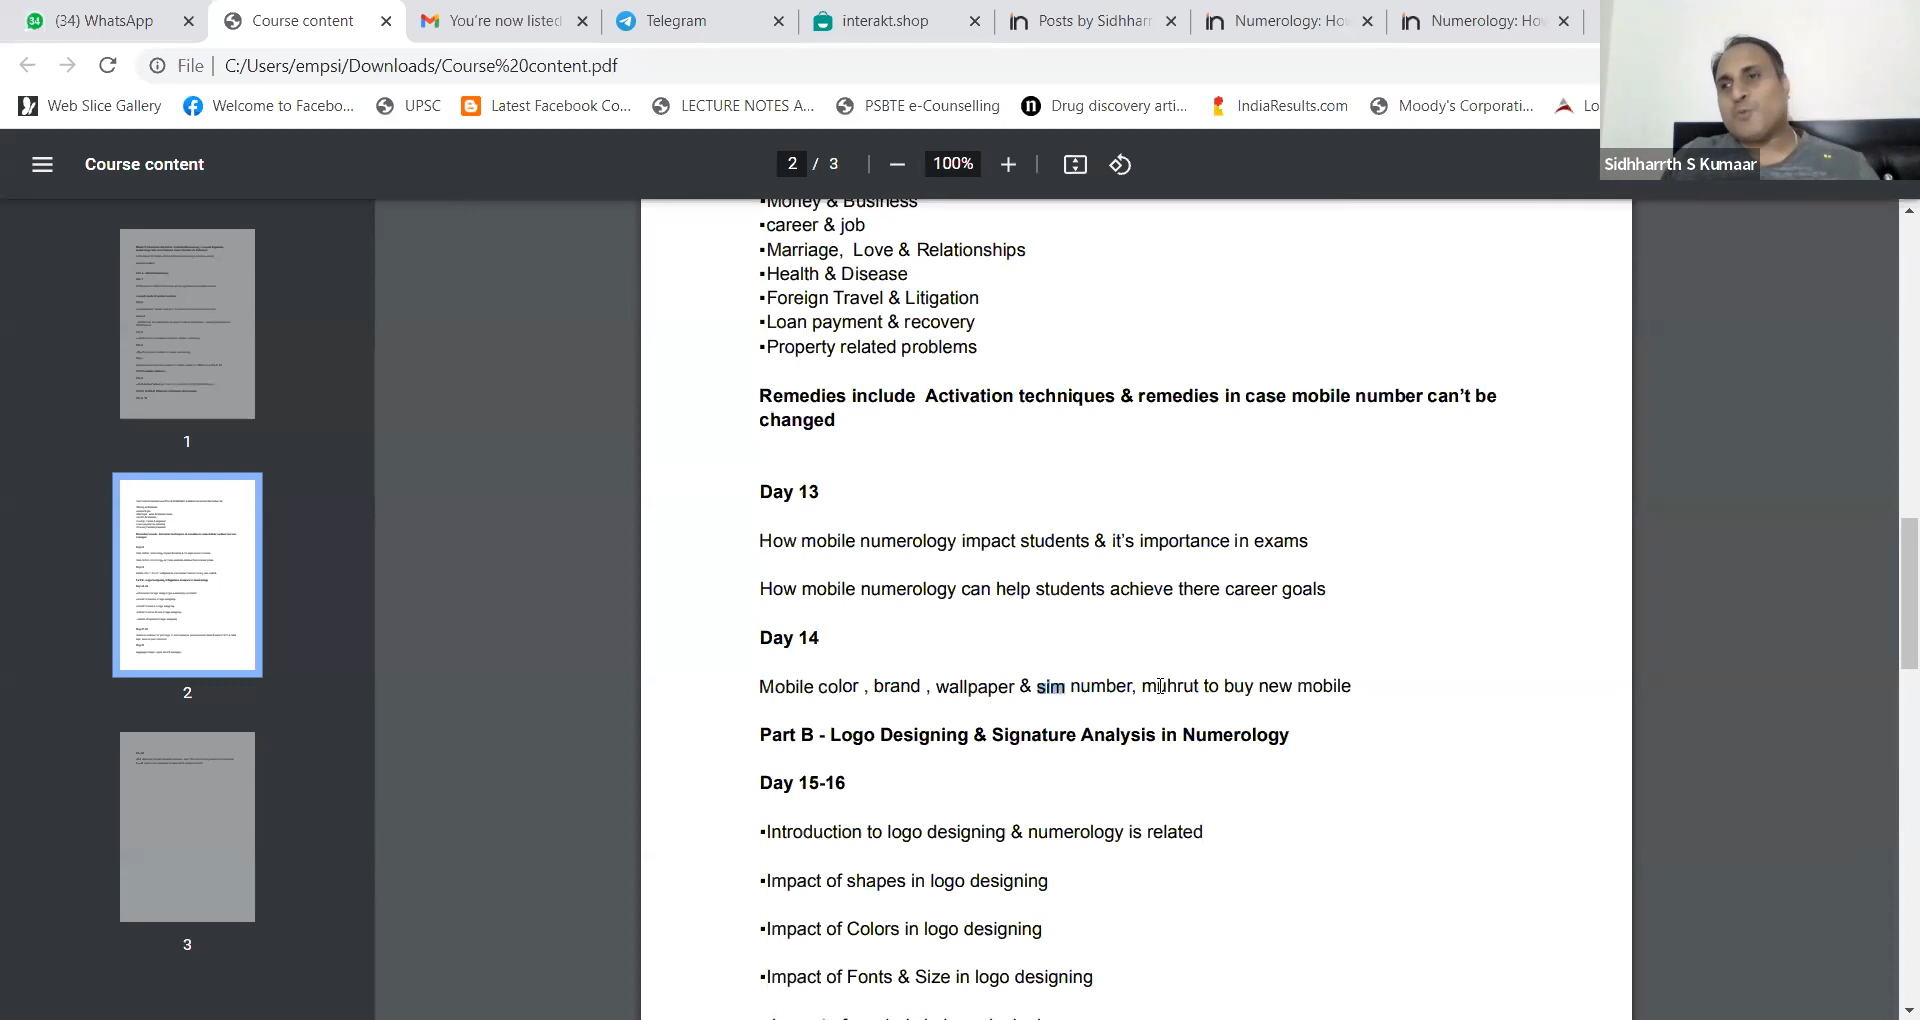 34 (34) WhatsApp
Course content
You're now listed
Telegram
interakt.shop
in Posts by Sidhharr
in Numerology: Ho
in Numerology: Ho
File C:/Users/empsi/Downloads/Course%20content.pdf
Web Slice Gallery
Welcome to Facebo...
UPSC
Latest Facebook Co...
LECTURE NOTES A...
PSBTE e-Counselling
n Drug discovery arti...
IndiaResults.com
Moody's Corporati...
Lo
Course content
2 / 3 100%
Sidhharrth S Kumaar
1
2
3
▪Money & Business
▪career & job
▪Marriage, Love & Relationships
▪Health & Disease
▪Foreign Travel & Litigation
▪Loan payment & recovery
▪Property related problems
Remedies include Activation techniques & remedies in case mobile number can't be
changed
Day 13
How mobile numerology impact students & it's importance in exams
How mobile numerology can help students achieve there career goals
Day 14
Mobile color , brand , wallpaper & sim number, muhrut to buy new mobile
Part B - Logo Designing & Signature Analysis in Numerology
Day 15-16
▪Introduction to logo designing & numerology is related
▪Impact of shapes in logo designing
▪Impact of Colors in logo designing
▪Impact of Fonts & Size in logo designing